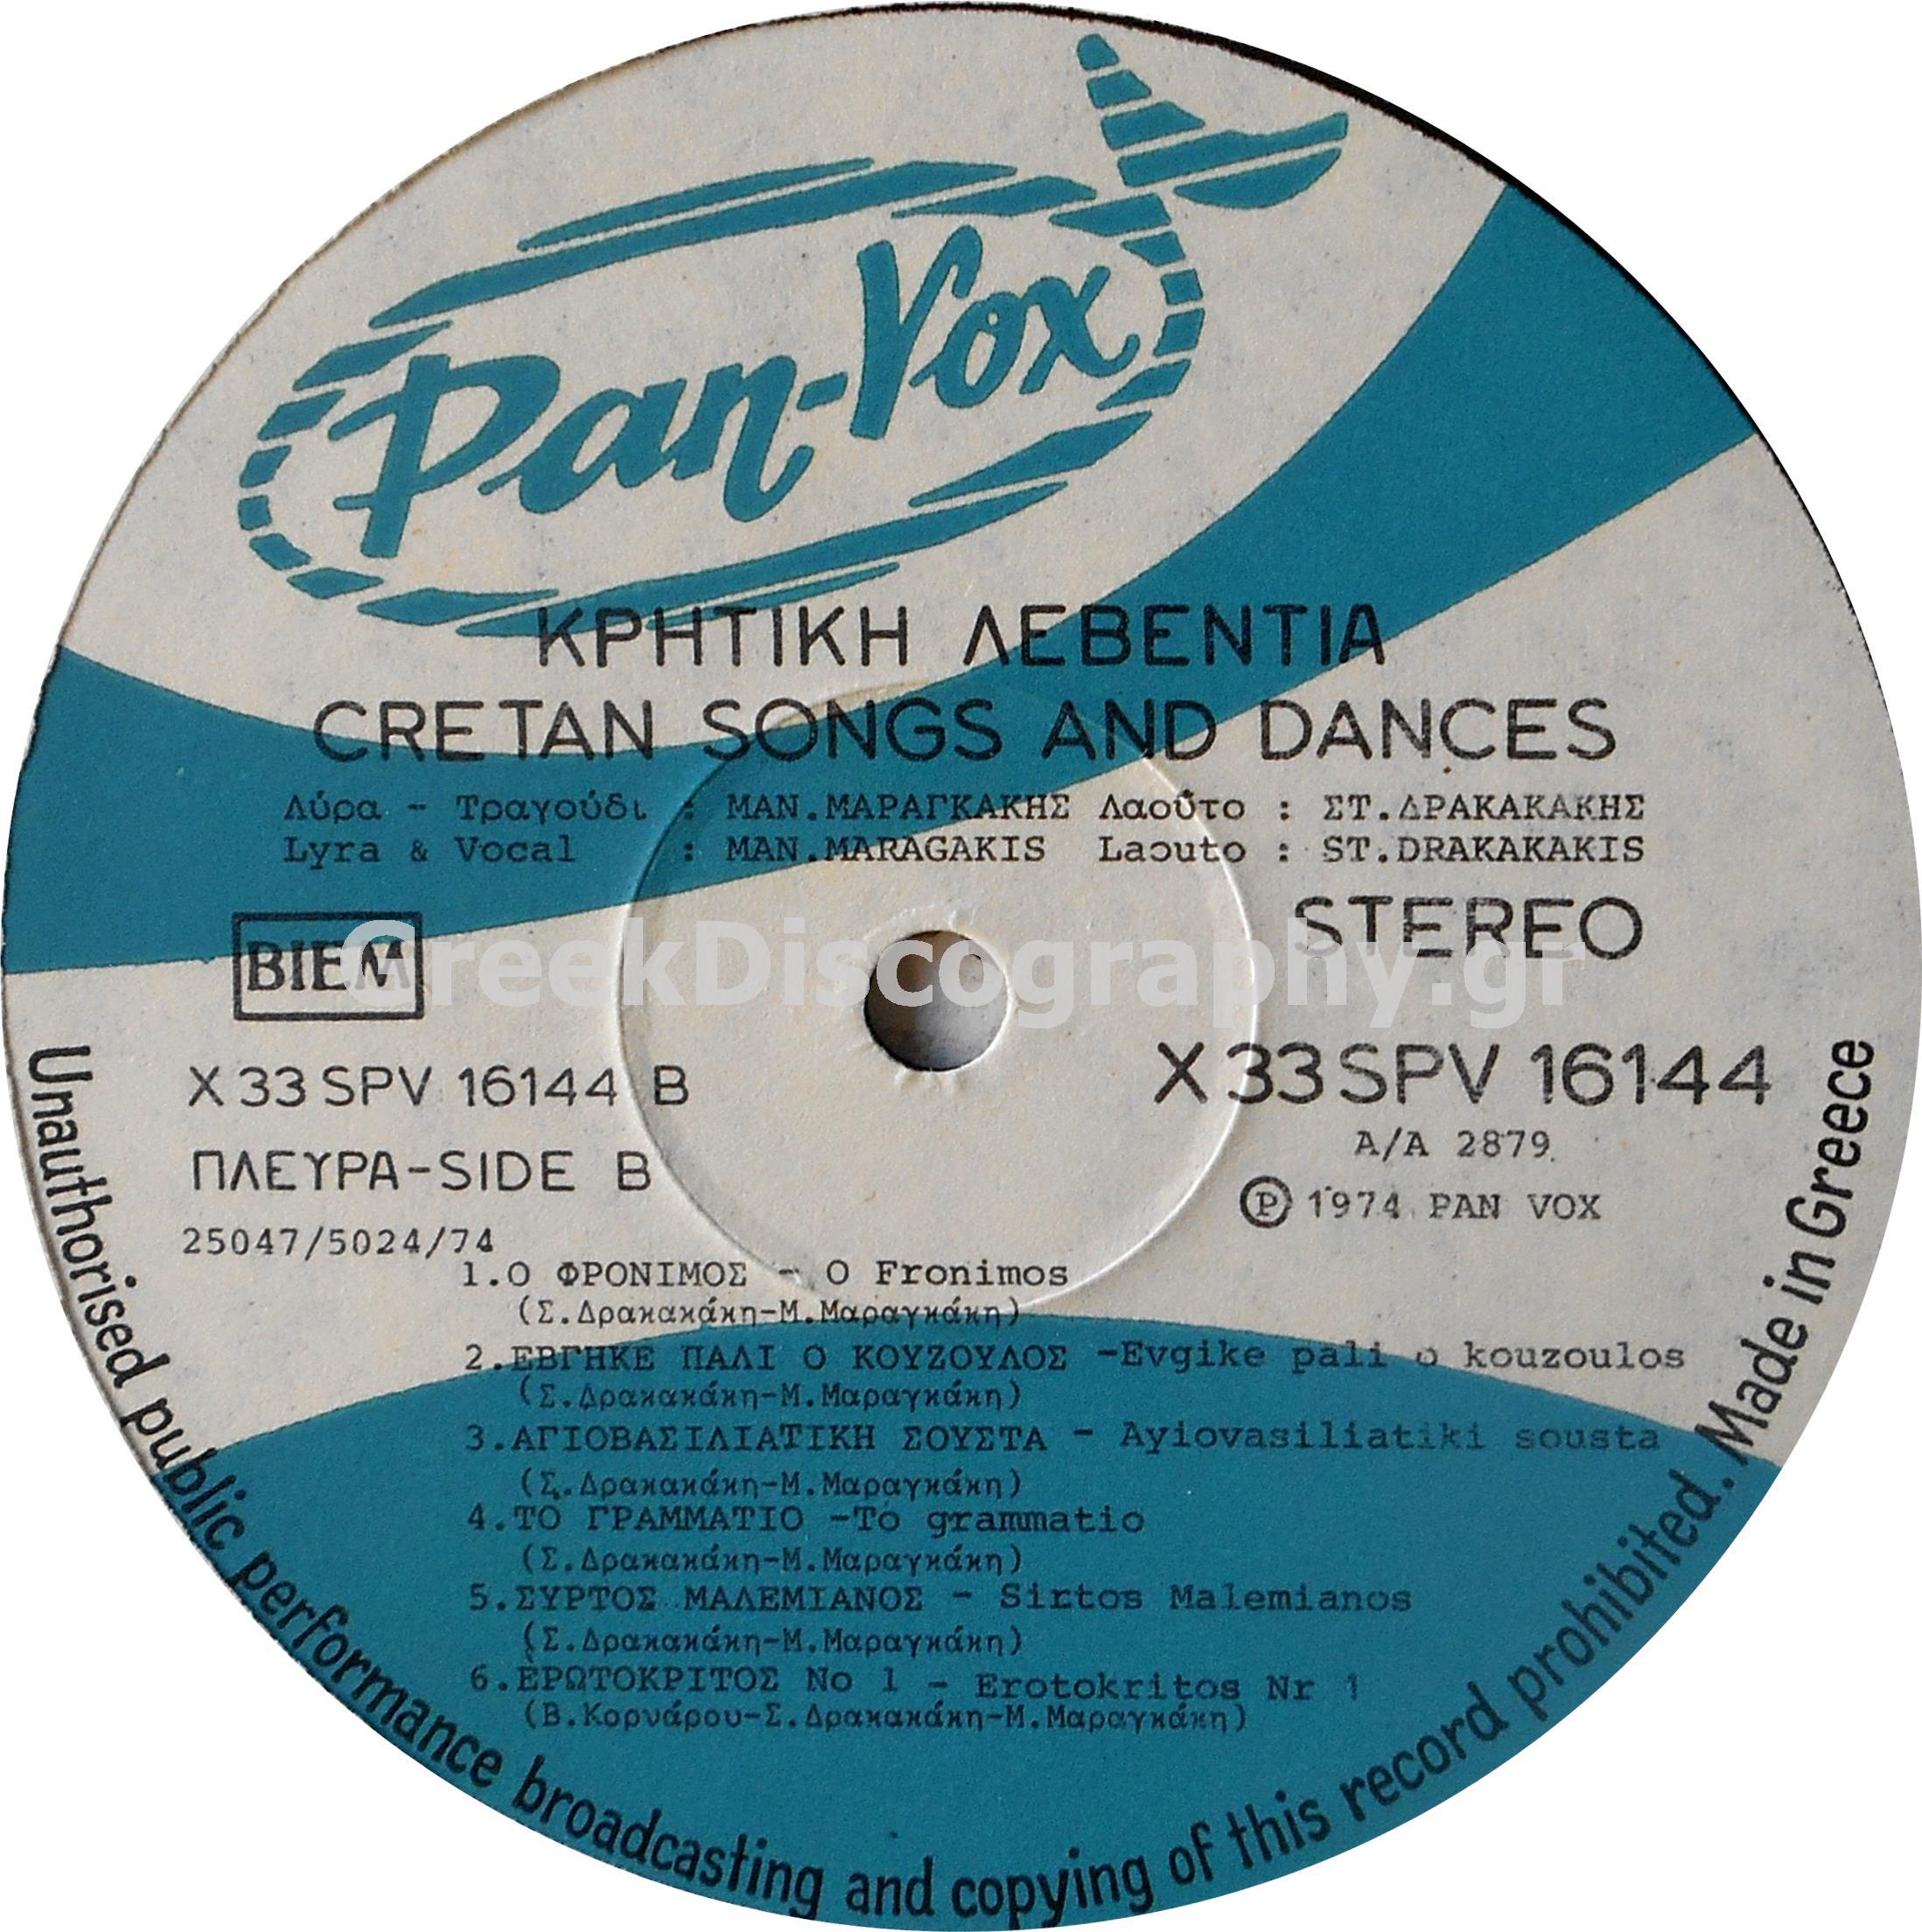 Pan-Vox
ΚΡΗΤΙΚΗ ΛΕΒΕΝΤΙΑ
CRETAN SONGS AND DANCES
Λύρα - Τραγούδι : ΜΑΝ.ΜΑΡΑΓΚΑΚΗΣ Λαοῦτο : ΣΤ.ΔΡΑΚΑΚΑΚΗΣ
Lyra & Vocal : MAN.MARAGAKIS Laouto : ST.DRAKAKAKIS
BIEM
STEREO
GreekDiscography.gr
X 33 SPV 16144 B
X 33 SPV 16144
ΠΛΕΥΡΑ-SIDE B
A/A 2879
Ⓟ 1974 PAN VOX
25047/5024/74
1.Ο ΦΡΟΝΙΜΟΣ - O Fronimos
(Σ.Δρακακάκη-Μ.Μαραγκάκη)
2.ΕΒΓΗΚΕ ΠΑΛΙ Ο ΚΟΥΖΟΥΛΟΣ -Evgike pali o kouzoulos
(Σ.Δρακακάκη-Μ.Μαραγκάκη)
3.ΑΓΙΟΒΑΣΙΛΙΑΤΙΚΗ ΣΟΥΣΤΑ - Ayiovasiliatiki sousta
(Σ.Δρακακάκη-Μ.Μαραγκάκη)
4.ΤΟ ΓΡΑΜΜΑΤΙΟ -To grammatio
(Σ.Δρακακάκη-Μ.Μαραγκάκη)
5.ΣΥΡΤΟΣ ΜΑΛΕΜΙΑΝΟΣ - Sirtos Malemianos
(Σ.Δρακακάκη-Μ.Μαραγκάκη)
6.ΕΡΩΤΟΚΡΙΤΟΣ Νο 1 - Erotokritos Nr 1
(Β.Κορνάρου-Σ.Δρακακάκη-Μ.Μαραγκάκη)
Unauthorised public performance broadcasting and copying of this record prohibited. Made in Greece